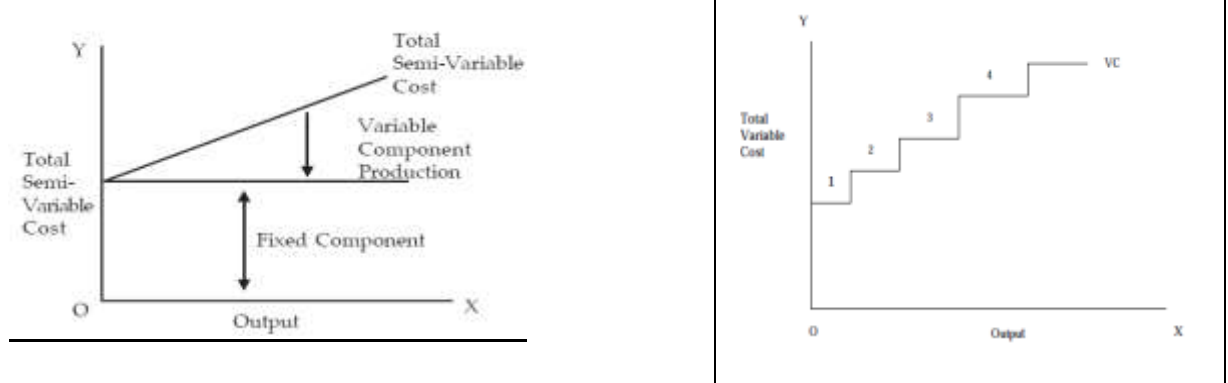 Y
Total
Semi-Variable
Cost
Variable
Component
Production
Total
Semi-
Variable
Cost
Fixed Component
O
X
Output
Y
VC
4
3
2
1
Total
Variable
Cost
O
Output
X